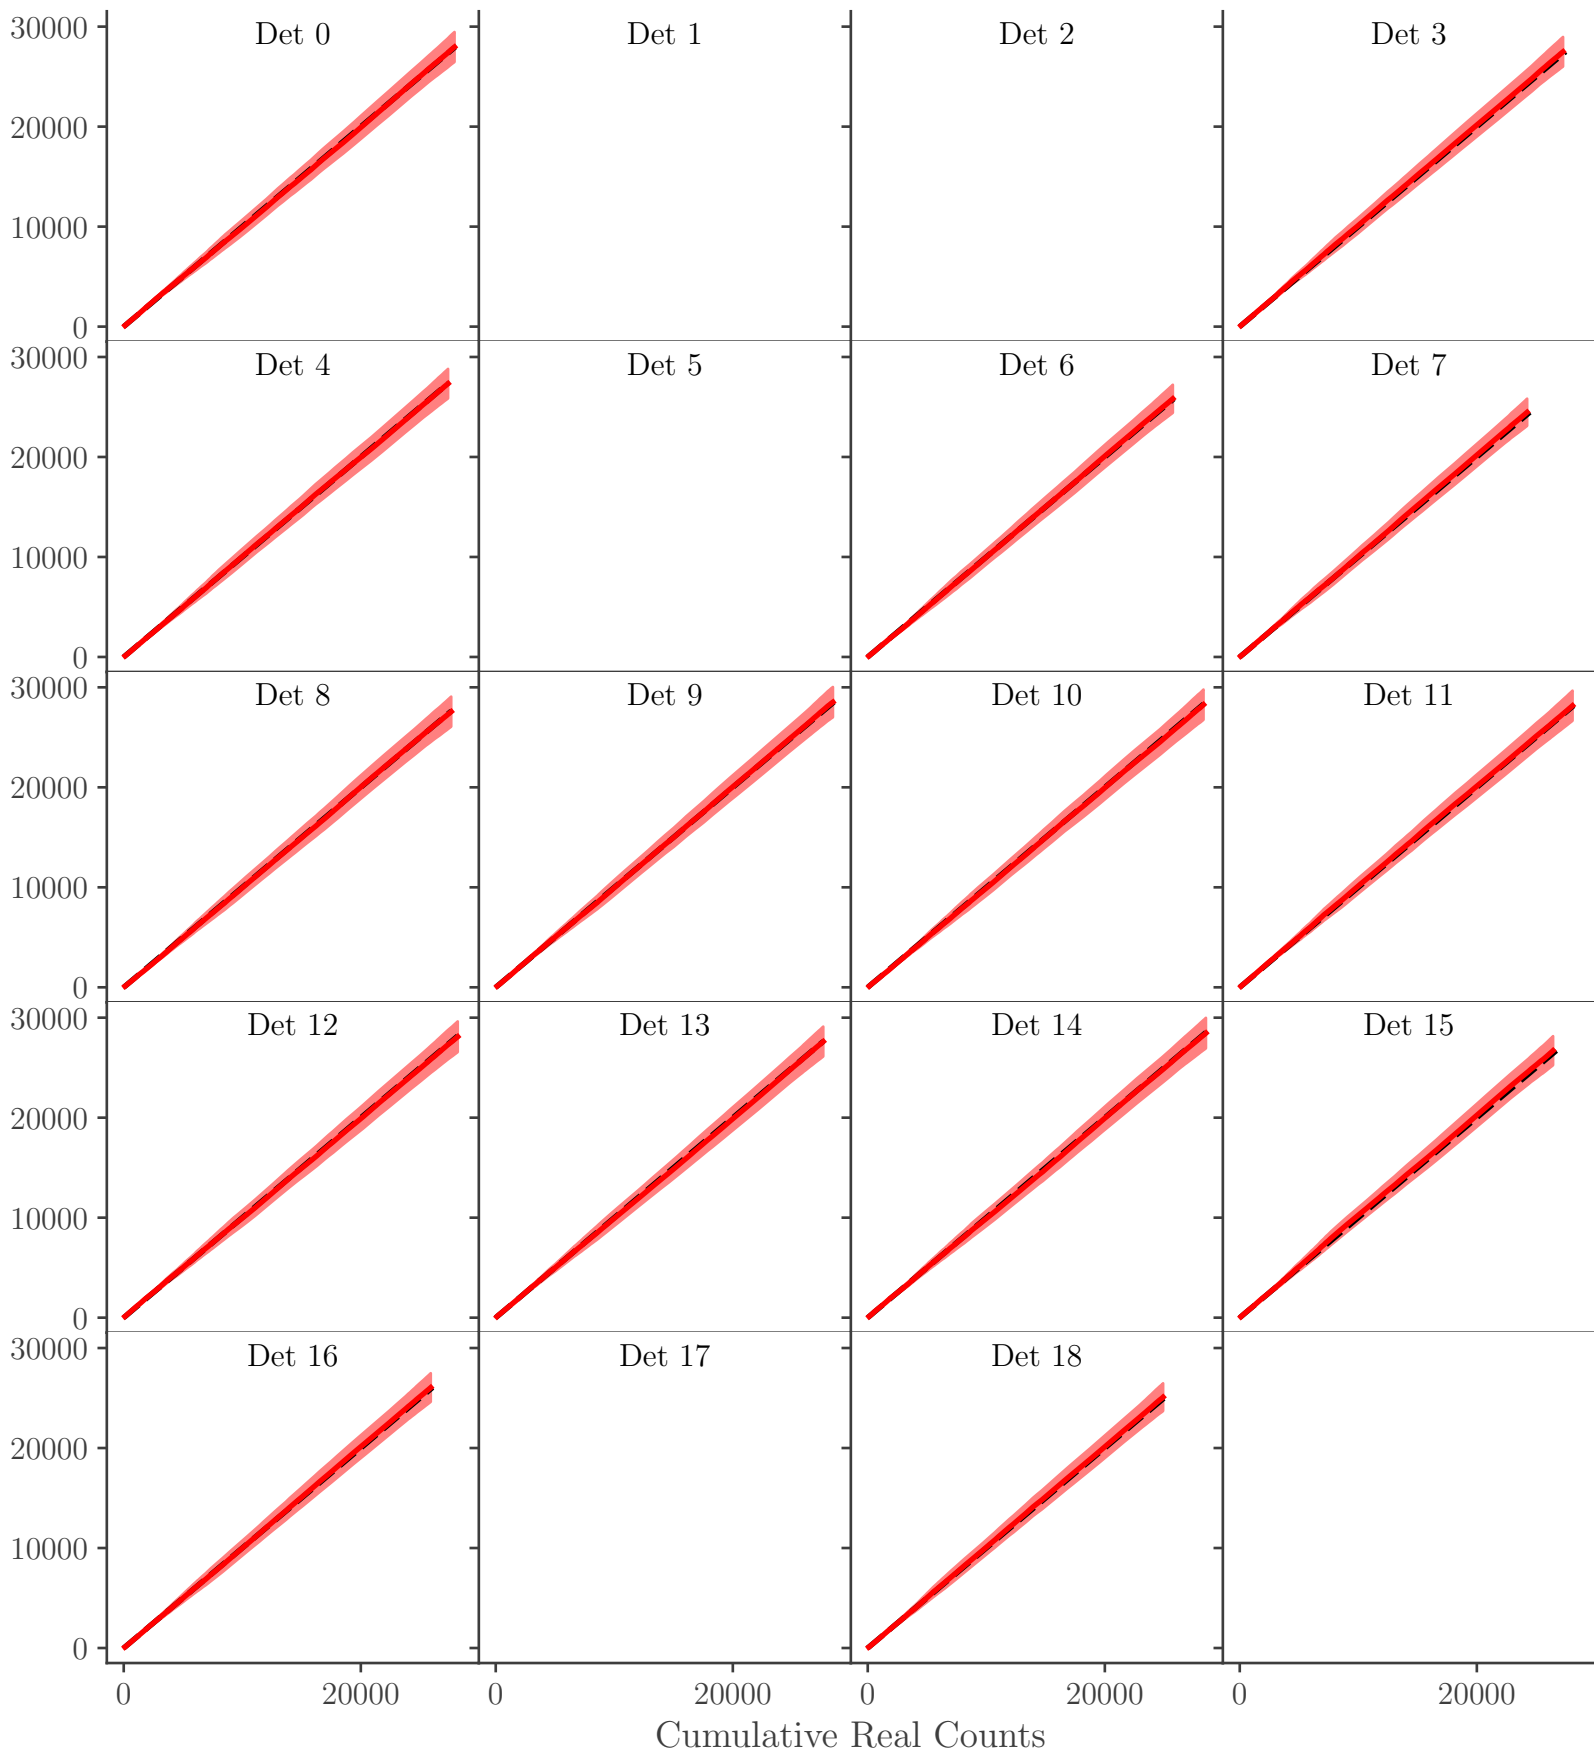 30000 Det 0 Det 1 Det 2 Det 3
20000
10000
0
30000 Det 4 Det 5 Det 6 Det 7
20000
10000
0
30000 Det 8 Det 9 Det 10 Det 11
20000
10000
0
30000 Det 12 Det 13 Det 14 Det 15
20000
10000
0
30000 Det 16 Det 17 Det 18
20000
10000
0
0 20000 0 20000 0 20000 0 20000
Cumulative Real Counts